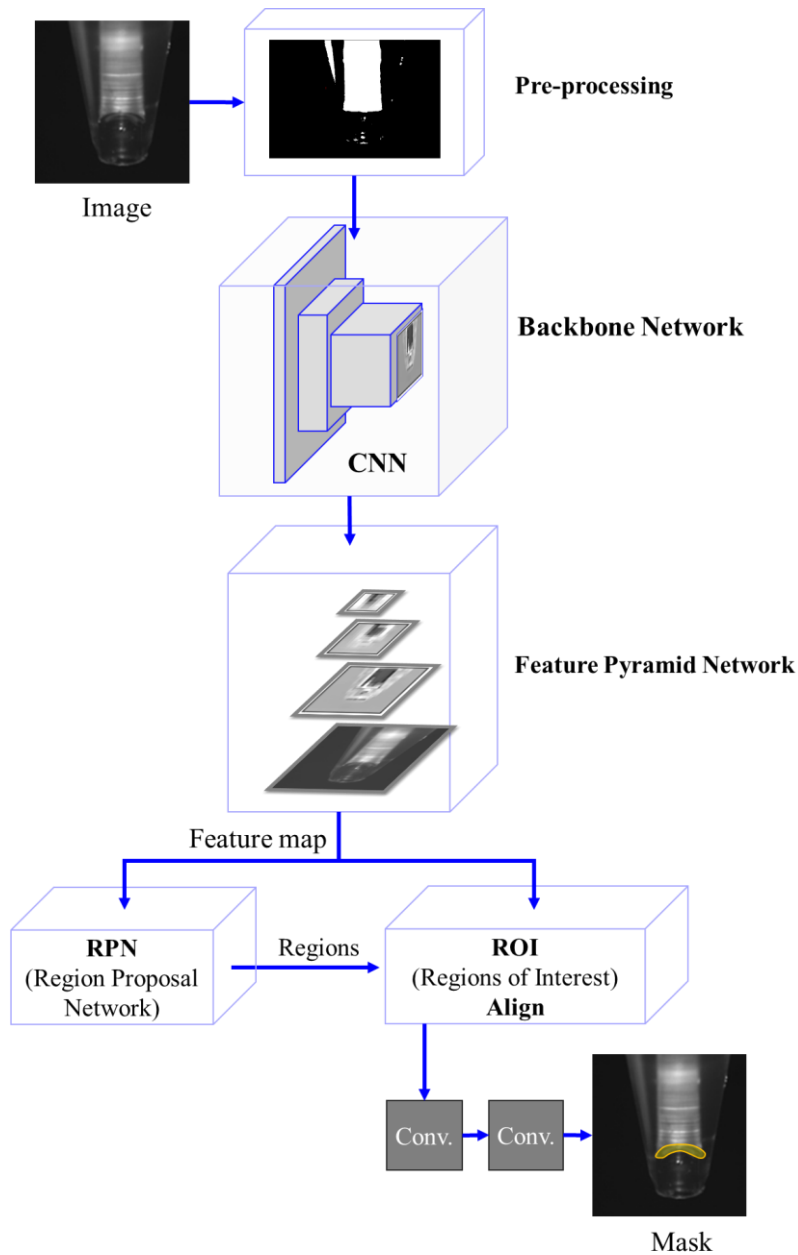 Image
Pre-processing
Backbone Network
CNN
Feature Pyramid Network
Feature map
RPN
(Region Proposal
Network)
Regions
ROI
(Regions of Interest)
Align
Conv.
Conv.
Mask